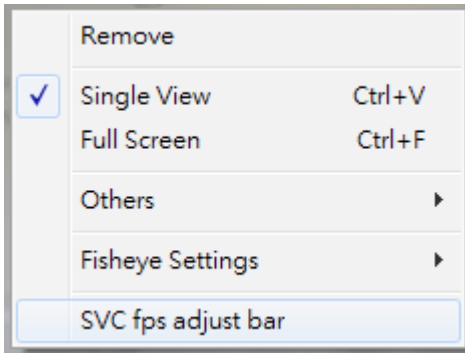 Remove
Single View Ctrl+V
Full Screen Ctrl+F
Others
Fisheye Settings
SVC fps adjust bar